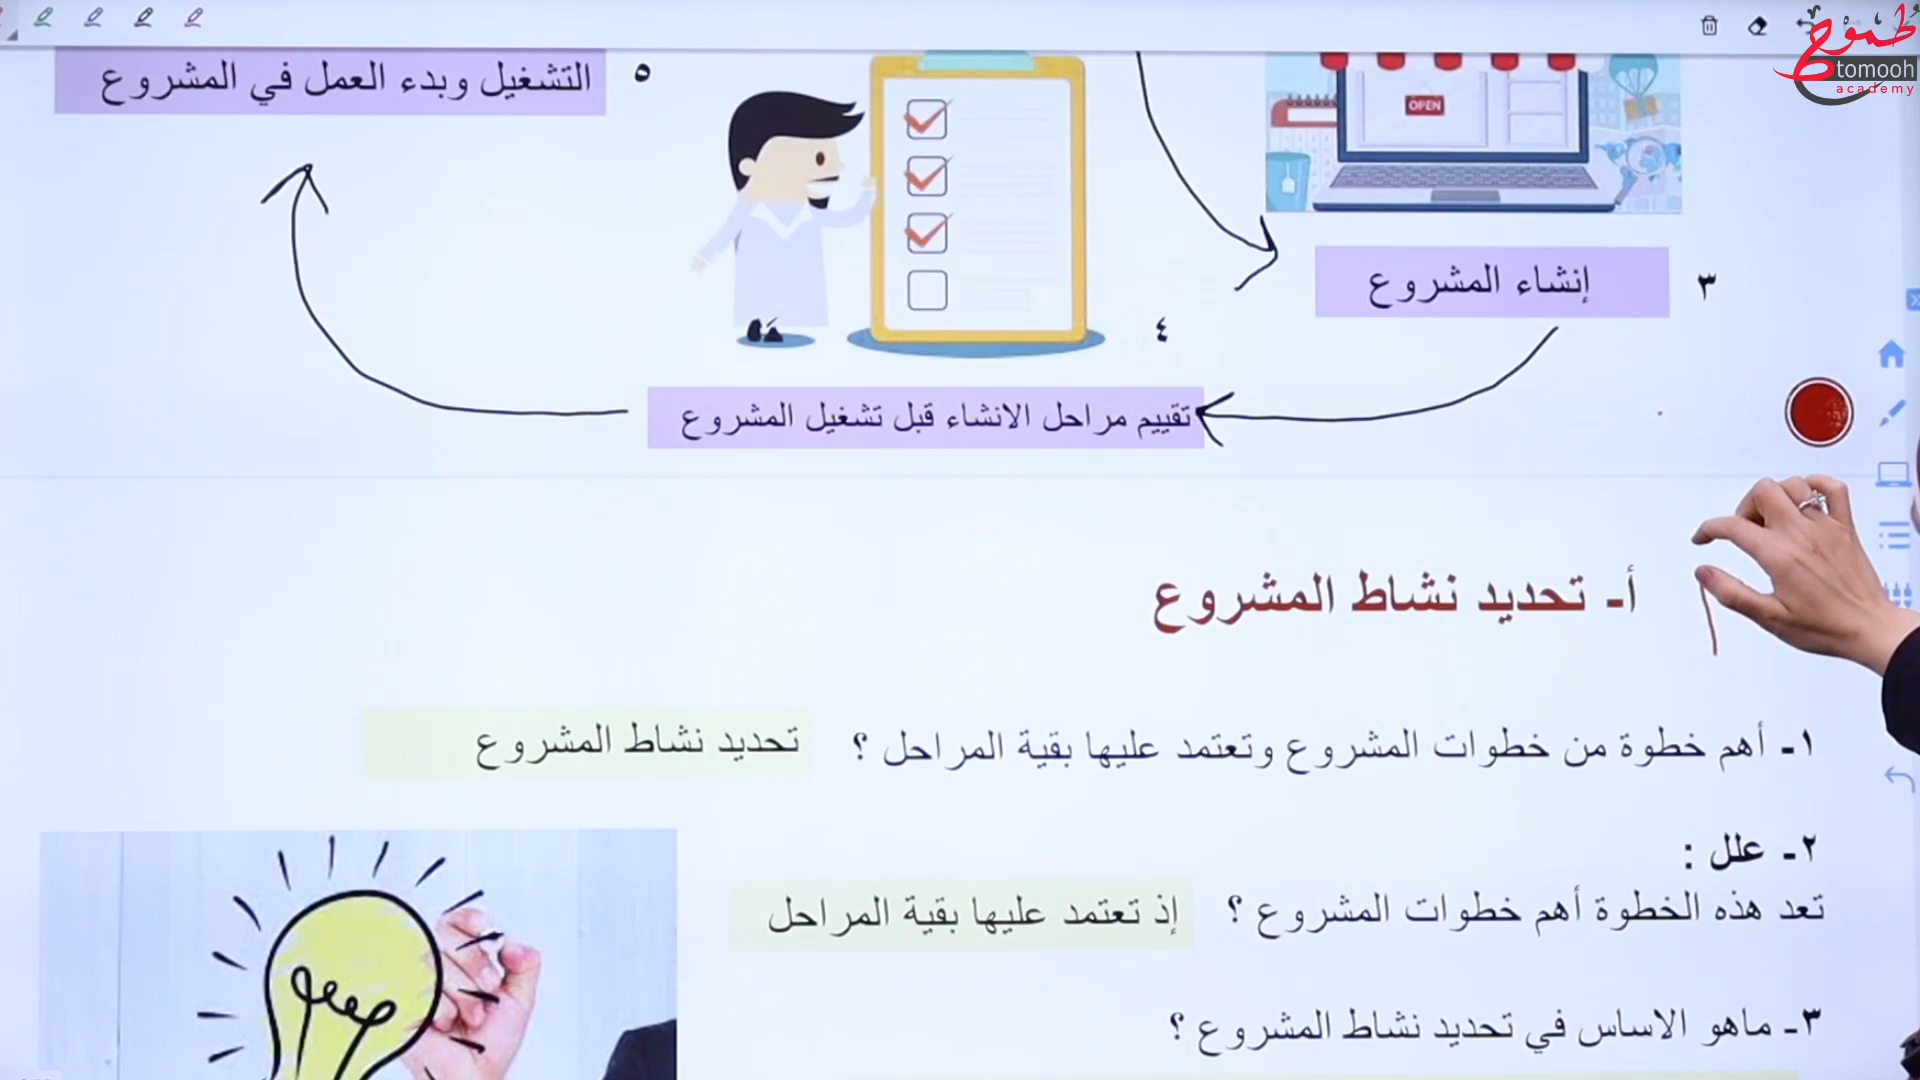 طموح
tomooh
academy
٥ التشغيل وبدء العمل في المشروع
OPEN
٣ إنشاء المشروع
٤
تقييم مراحل الانشاء قبل تشغيل المشروع
أ- تحديد نشاط المشروع
١- أهم خطوة من خطوات المشروع وتعتمد عليها بقية المراحل ؟ تحديد نشاط المشروع
٢- علل :
تعد هذه الخطوة أهم خطوات المشروع ؟ إذ تعتمد عليها بقية المراحل
٣- ماهو الاساس في تحديد نشاط المشروع ؟